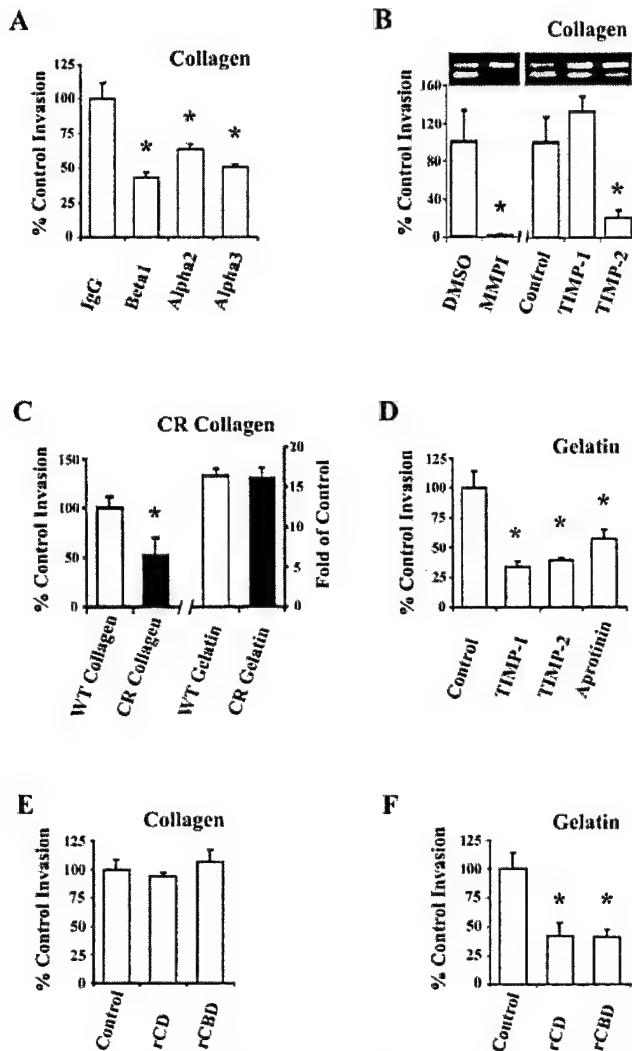 A
Collagen
% Control Invasion
125
100
75
50
25
0
IgG
Beta1
Alpha2
Alpha3
*
*
*
B
Collagen
% Control Invasion
160
120
80
40
0
DMSO
MMPI
Control
TIMP-1
TIMP-2
*
*
C
CR Collagen
% Control Invasion
150
100
50
0
WT Collagen
CR Collagen
WT Gelatin
CR Gelatin
*
20
15
10
5
0
Fold of Control
D
Gelatin
% Control Invasion
125
100
75
50
25
0
Control
TIMP-1
TIMP-2
Aprotinin
*
*
*
E
Collagen
% Control Invasion
125
100
75
50
25
0
Control
rCD
rCBD
F
Gelatin
% Control Invasion
125
100
75
50
25
0
Control
rCD
rCBD
*
*